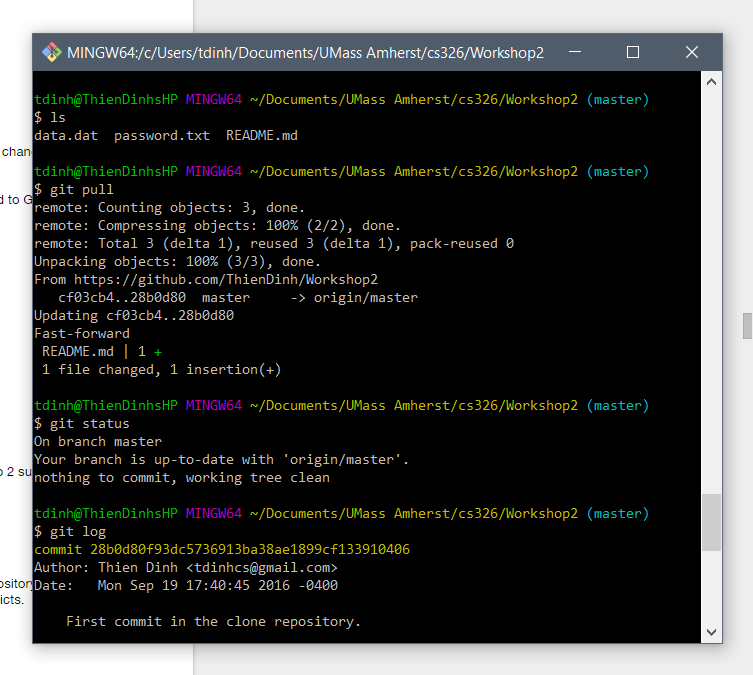 MINGW64:/c/Users/tdinh/Documents/UMass Amherst/cs326/Workshop2
tdinh@ThienDinhsHP MINGW64 ~/Documents/UMass Amherst/cs326/Workshop2 (master)
$ ls
data.dat  password.txt  README.md
tdinh@ThienDinhsHP MINGW64 ~/Documents/UMass Amherst/cs326/Workshop2 (master)
$ git pull
remote: Counting objects: 3, done.
remote: Compressing objects: 100% (2/2), done.
remote: Total 3 (delta 1), reused 3 (delta 1), pack-reused 0
Unpacking objects: 100% (3/3), done.
From https://github.com/ThienDinh/Workshop2
   cf03cb4..28b0d80  master     -> origin/master
Updating cf03cb4..28b0d80
Fast-forward
 README.md | 1 +
 1 file changed, 1 insertion(+)
tdinh@ThienDinhsHP MINGW64 ~/Documents/UMass Amherst/cs326/Workshop2 (master)
$ git status
On branch master
Your branch is up-to-date with 'origin/master'.
nothing to commit, working tree clean
tdinh@ThienDinhsHP MINGW64 ~/Documents/UMass Amherst/cs326/Workshop2 (master)
$ git log
commit 28b0d80f93dc5736913ba38ae1899cf133910406
Author: Thien Dinh <tdinhcs@gmail.com>
Date:   Mon Sep 19 17:40:45 2016 -0400
    First commit in the clone repository.
to G
2 su
icts.